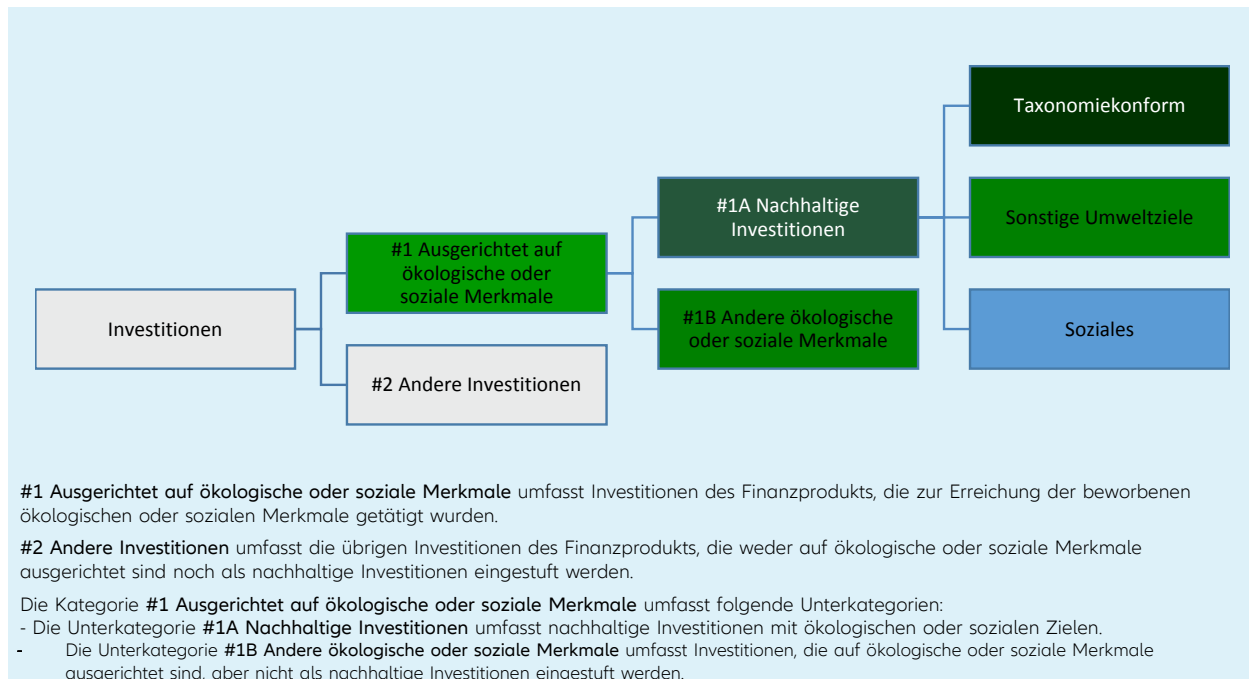 Taxonomiekonform
#1A Nachhaltige
Investitionen
Sonstige Umweltziele
#1 Ausgerichtet auf
ökologische oder
soziale Merkmale
Investitionen
#1B Andere ökologische
oder soziale Merkmale
Soziales
#2 Andere Investitionen
#1 Ausgerichtet auf ökologische oder soziale Merkmale umfasst Investitionen des Finanzprodukts, die zur Erreichung der beworbenen
ökologischen oder sozialen Merkmale getätigt wurden.
#2 Andere Investitionen umfasst die übrigen Investitionen des Finanzprodukts, die weder auf ökologische oder soziale Merkmale
ausgerichtet sind noch als nachhaltige Investitionen eingestuft werden.
Die Kategorie #1 Ausgerichtet auf ökologische oder soziale Merkmale umfasst folgende Unterkategorien:
- Die Unterkategorie #1A Nachhaltige Investitionen umfasst nachhaltige Investitionen mit ökologischen oder sozialen Zielen.
- Die Unterkategorie #1B Andere ökologische oder soziale Merkmale umfasst Investitionen, die auf ökologische oder soziale Merkmale
ausgerichtet sind, aber nicht als nachhaltige Investitionen eingestuft werden.